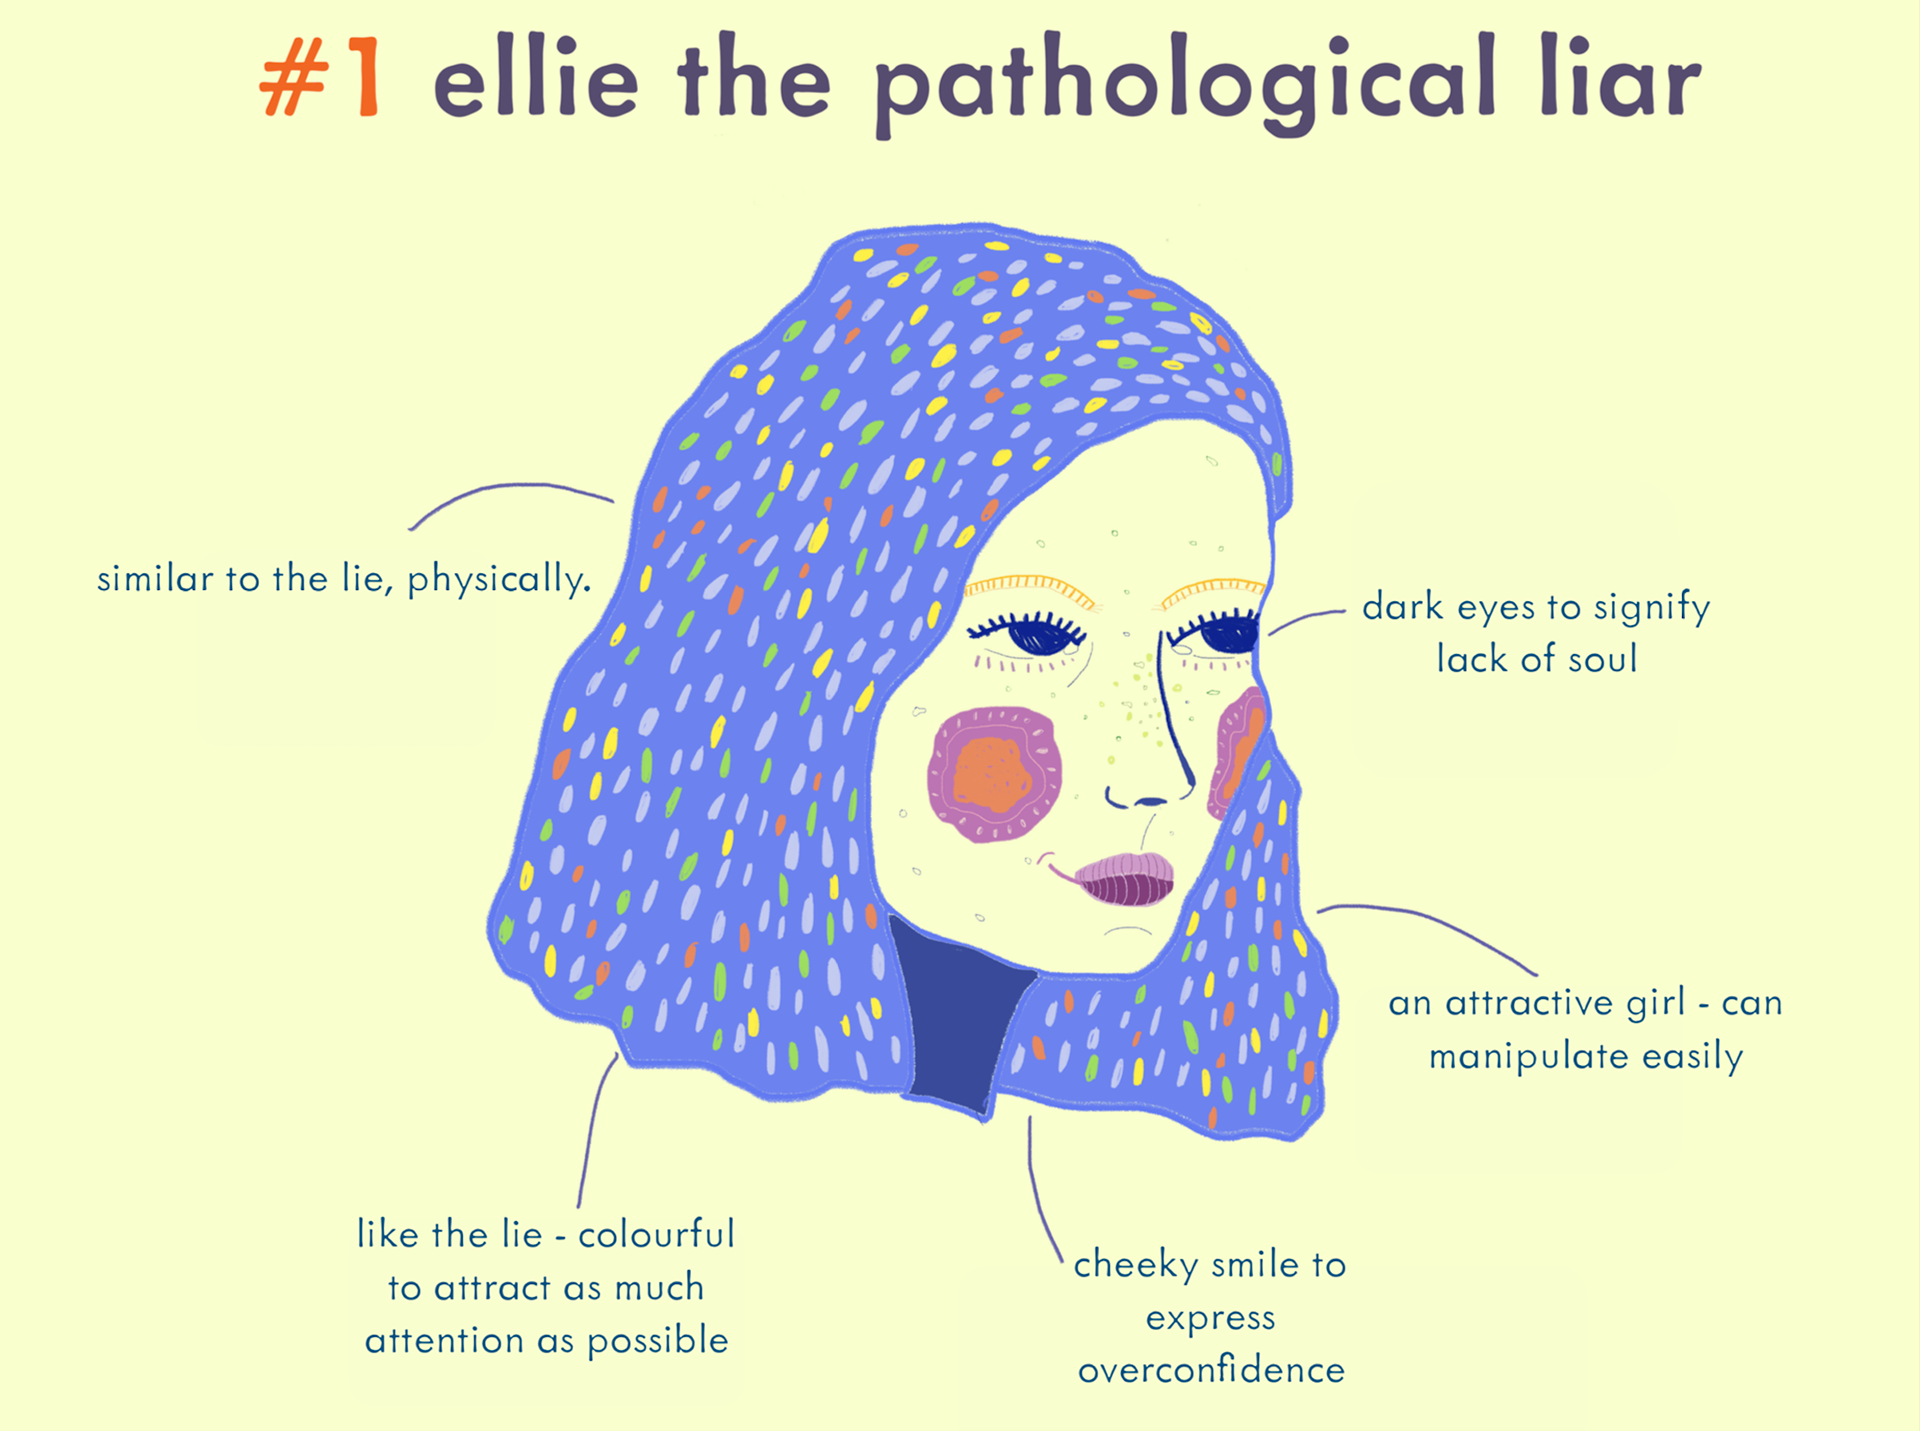 #1 ellie the pathological liar
similar to the lie, physically.
dark eyes to signify
lack of soul
an attractive girl - can
manipulate easily
like the lie - colourful
to attract as much
attention as possible
cheeky smile to
express
overconfidence